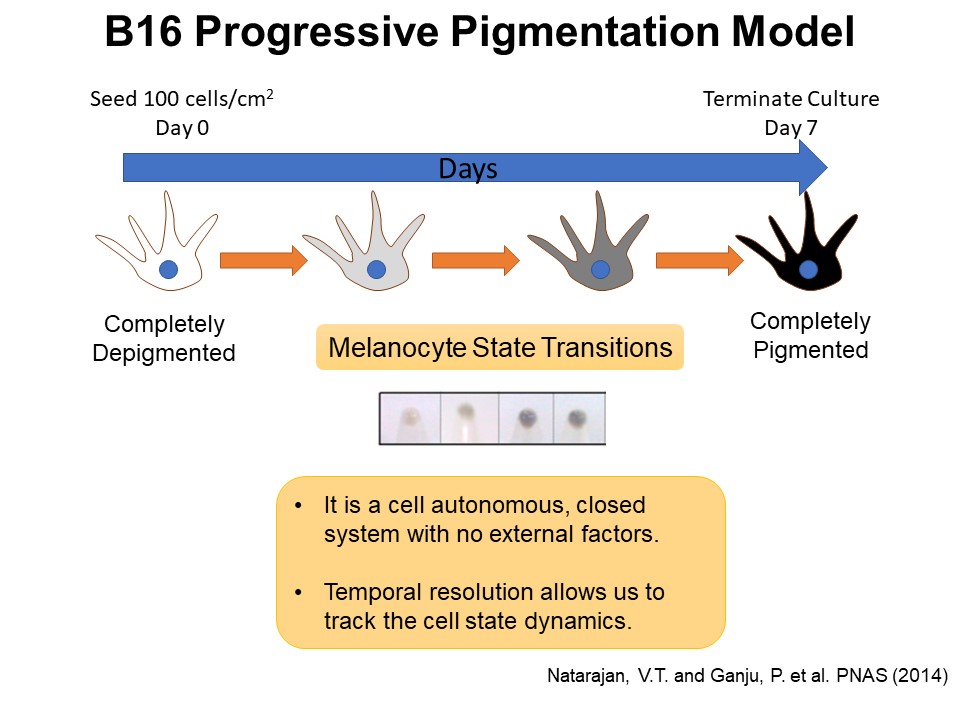 B16 Progressive Pigmentation Model
Seed 100 cells/cm²
Day 0
Terminate Culture
Day 7
Days
Completely
Depigmented
Melanocyte State Transitions
Completely
Pigmented
• It is a cell autonomous, closed
system with no external factors.
• Temporal resolution allows us to
track the cell state dynamics.
Natarajan, V.T. and Ganju, P. et al. PNAS (2014)